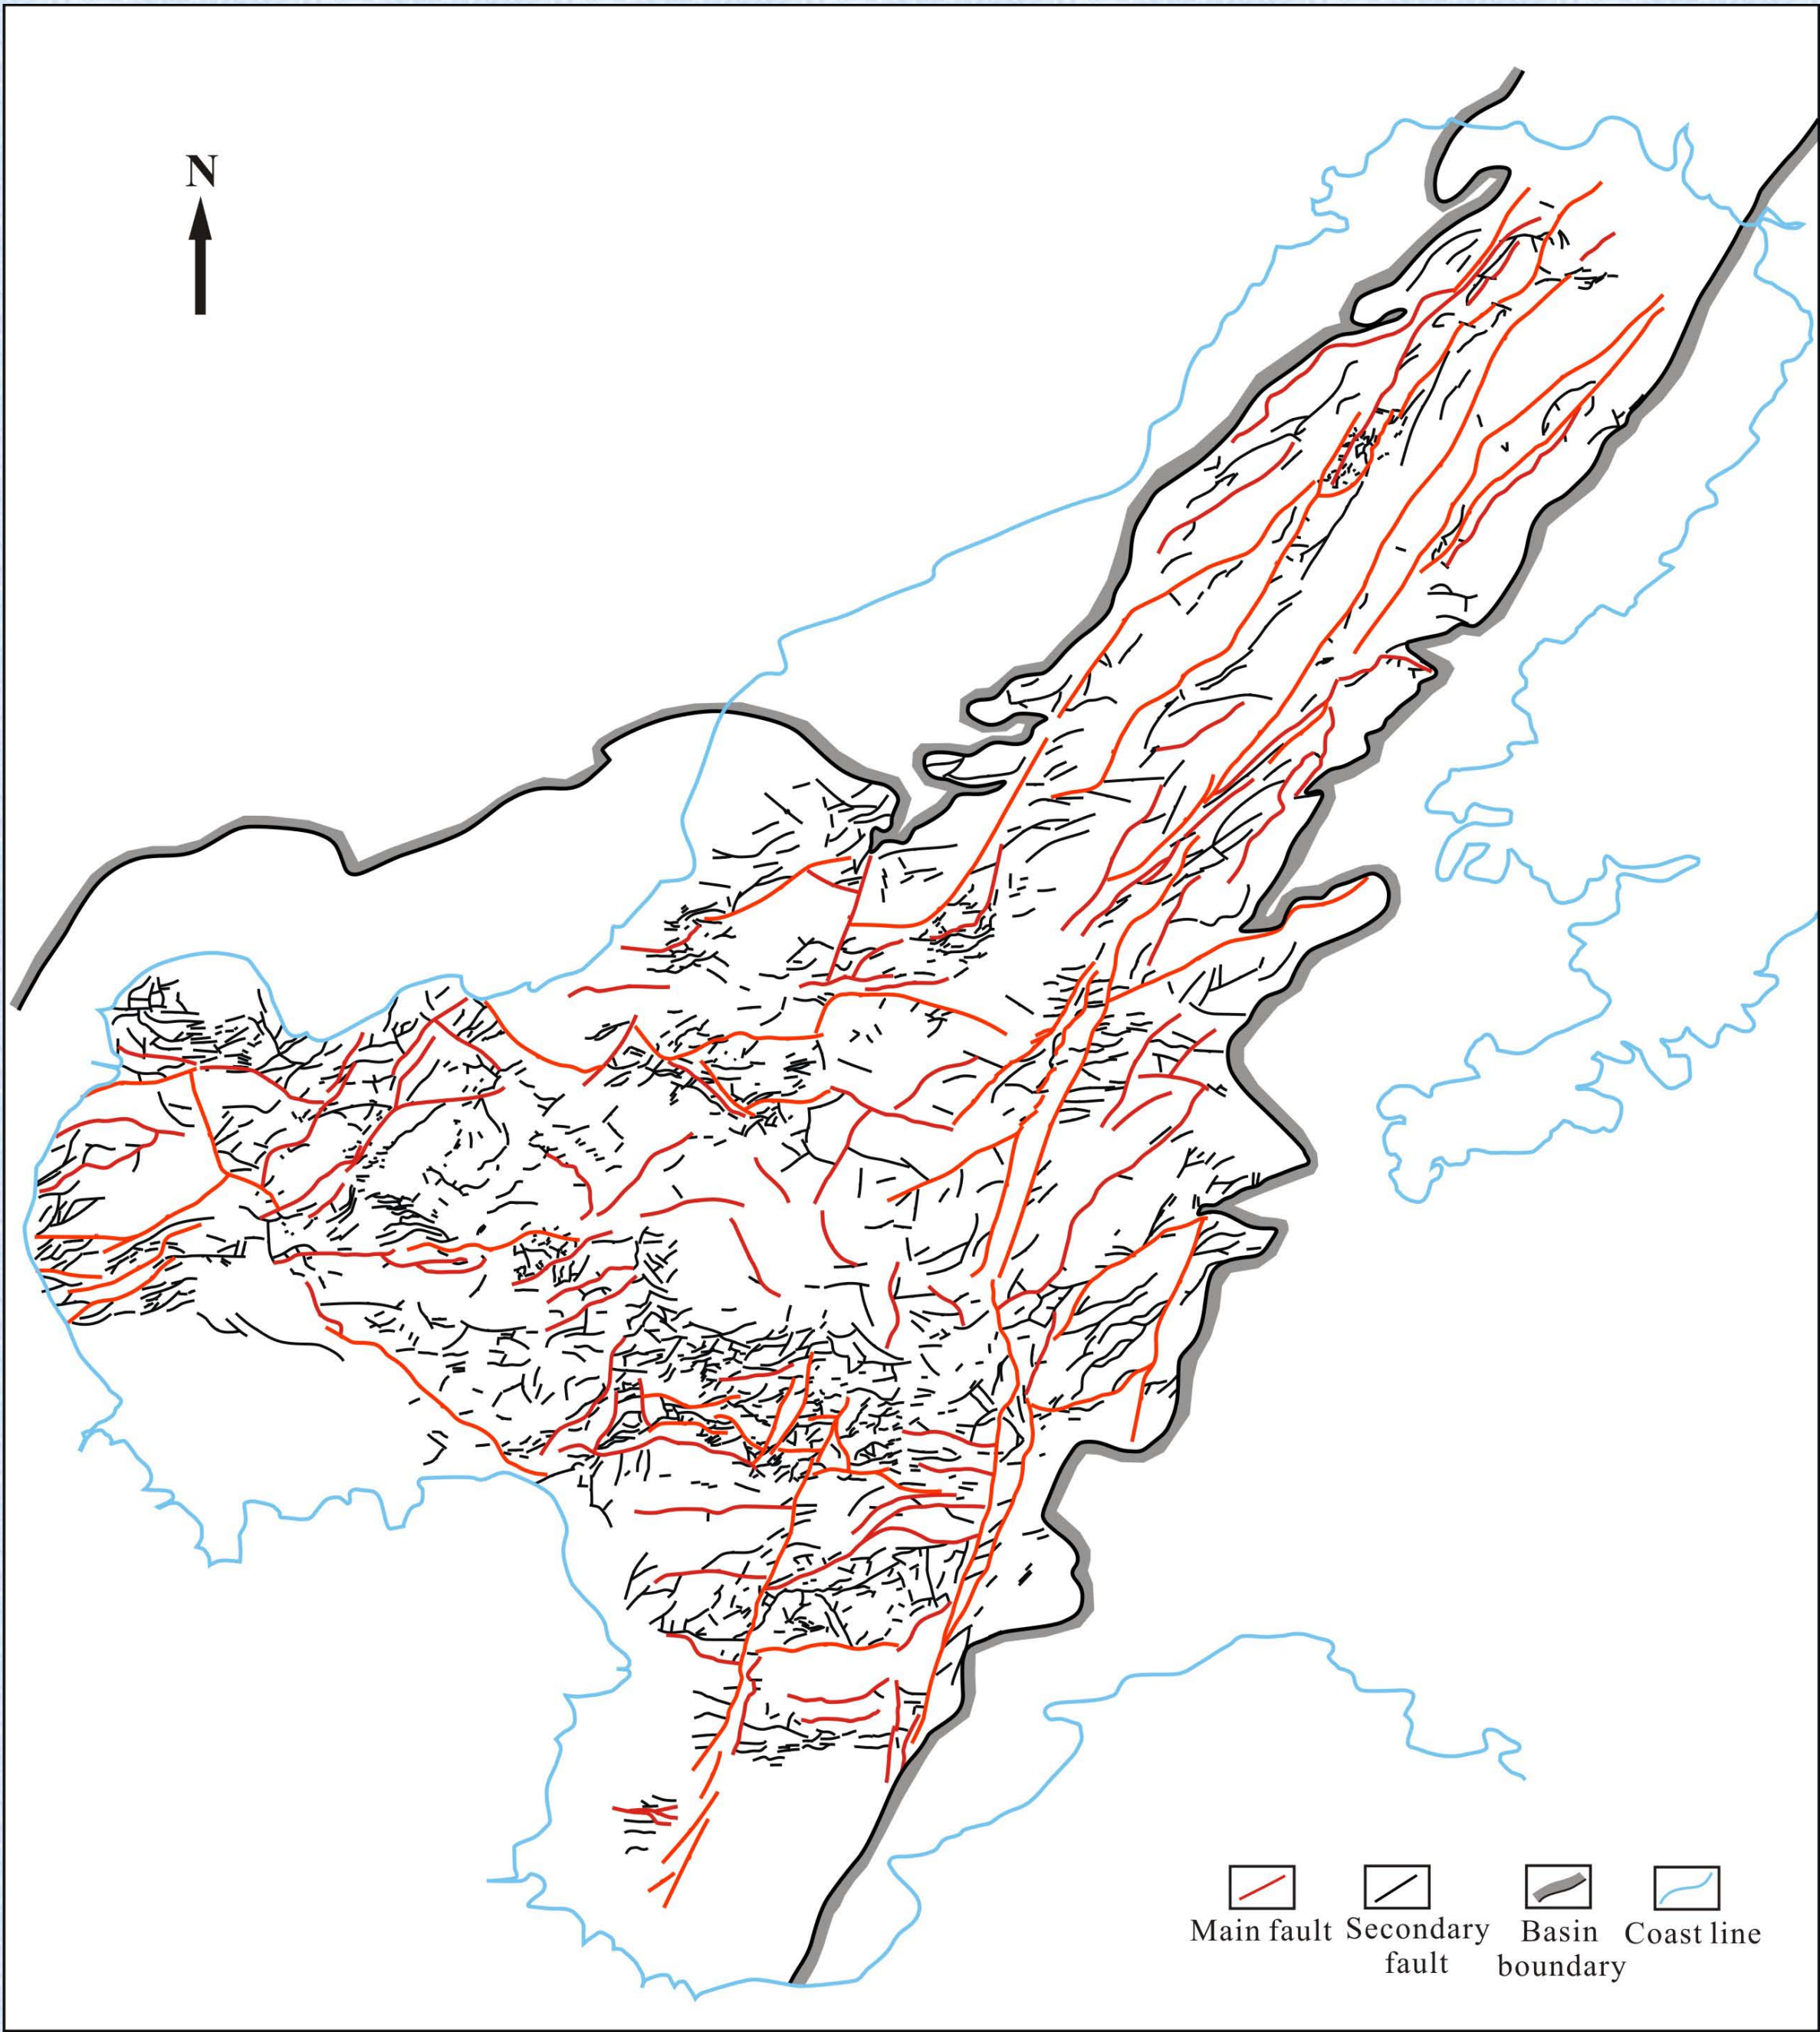 N
Main fault
Secondary
fault
Basin
boundary
Coast line